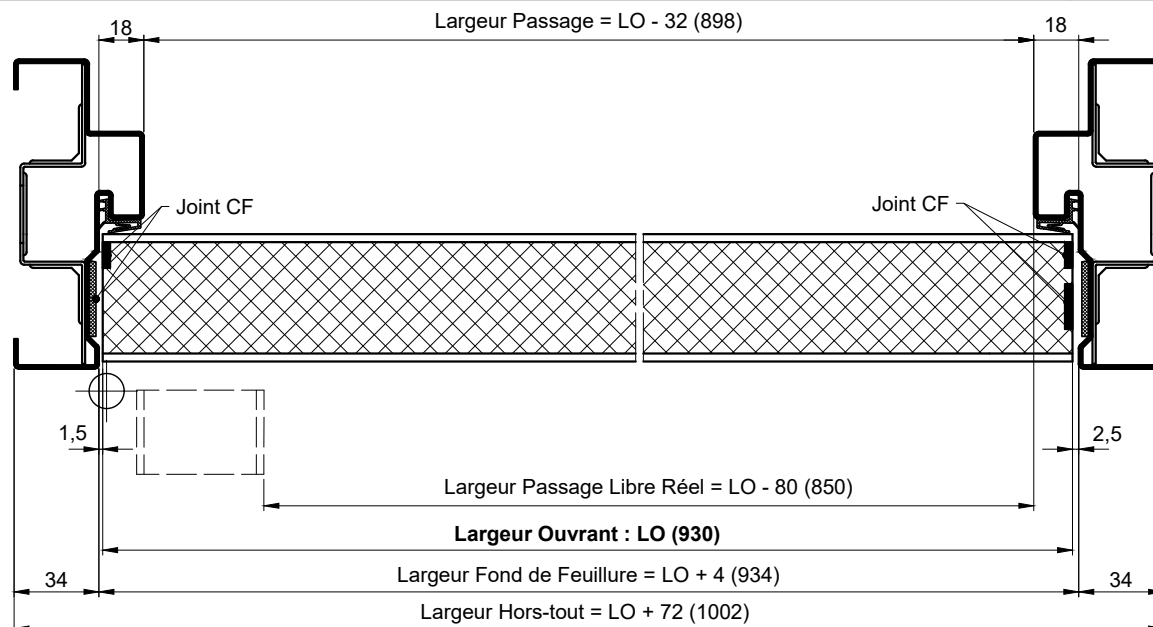 Largeur Passage = LO - 32 (898)
18
18
Joint CF
Joint CF
1,5
2,5
Largeur Passage Libre Réel = LO - 80 (850)
Largeur Ouvrant : LO (930)
34
Largeur Fond de Feuillure = LO + 4 (934)
34
Largeur Hors-tout = LO + 72 (1002)